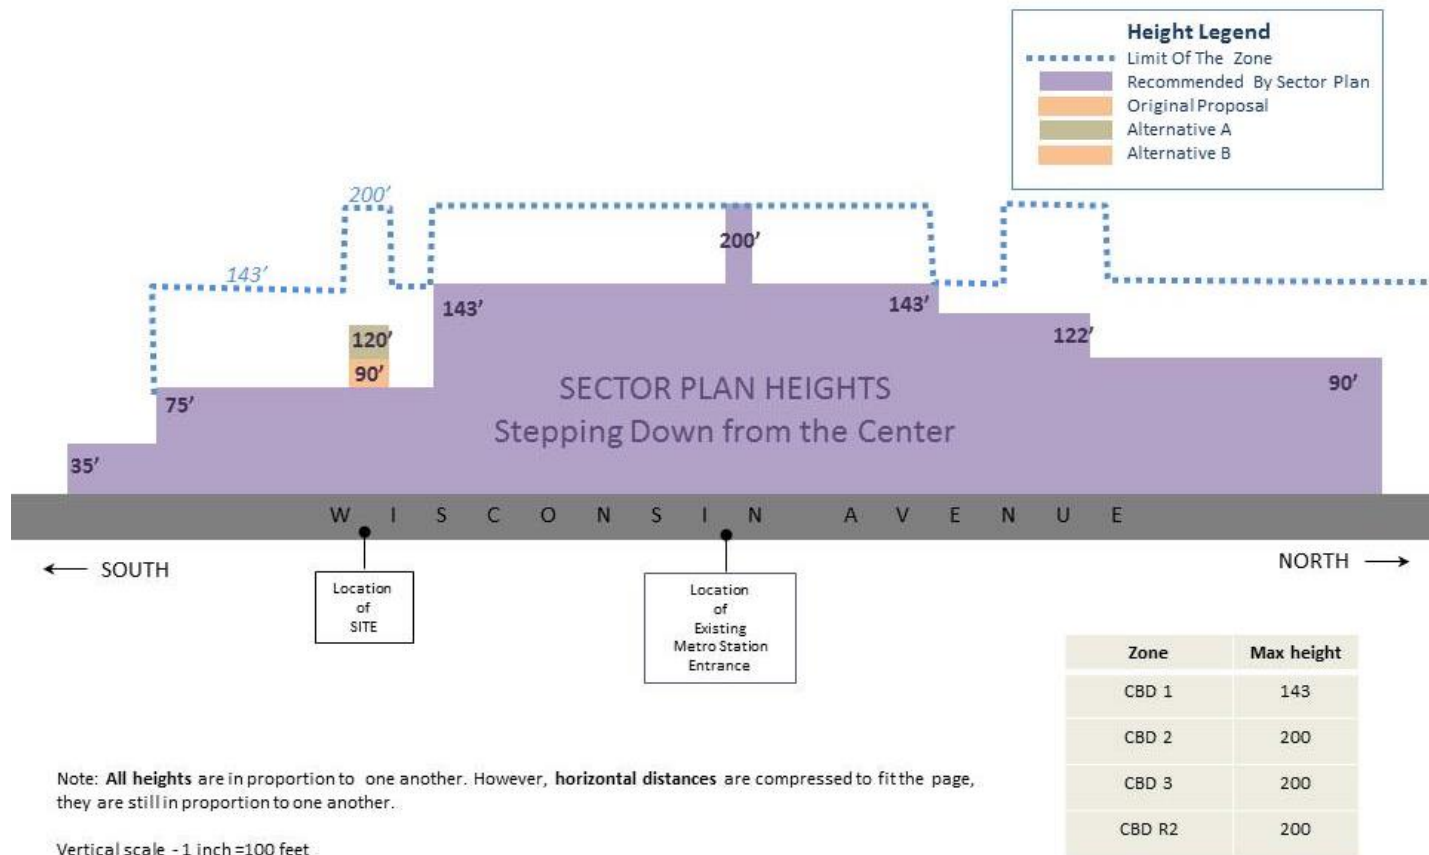 Height Legend
Limit Of The Zone
Recommended By Sector Plan
Original Proposal
Alternative A
Alternative B
200'
143'
200'
143'
143'
120'
122'
90'
90'
75'
35'
SECTOR PLAN HEIGHTS
Stepping Down from the Center
WISCONSIN AVENUE
← SOUTH
NORTH →
Location
of
SITE
Location
of
Existing
Metro Station
Entrance
Zone Max height
CBD 1 143
CBD 2 200
CBD 3 200
CBD R2 200
Note: All heights are in proportion to one another. However, horizontal distances are compressed to fit the page,
they are still in proportion to one another.
Vertical scale - 1 inch =100 feet